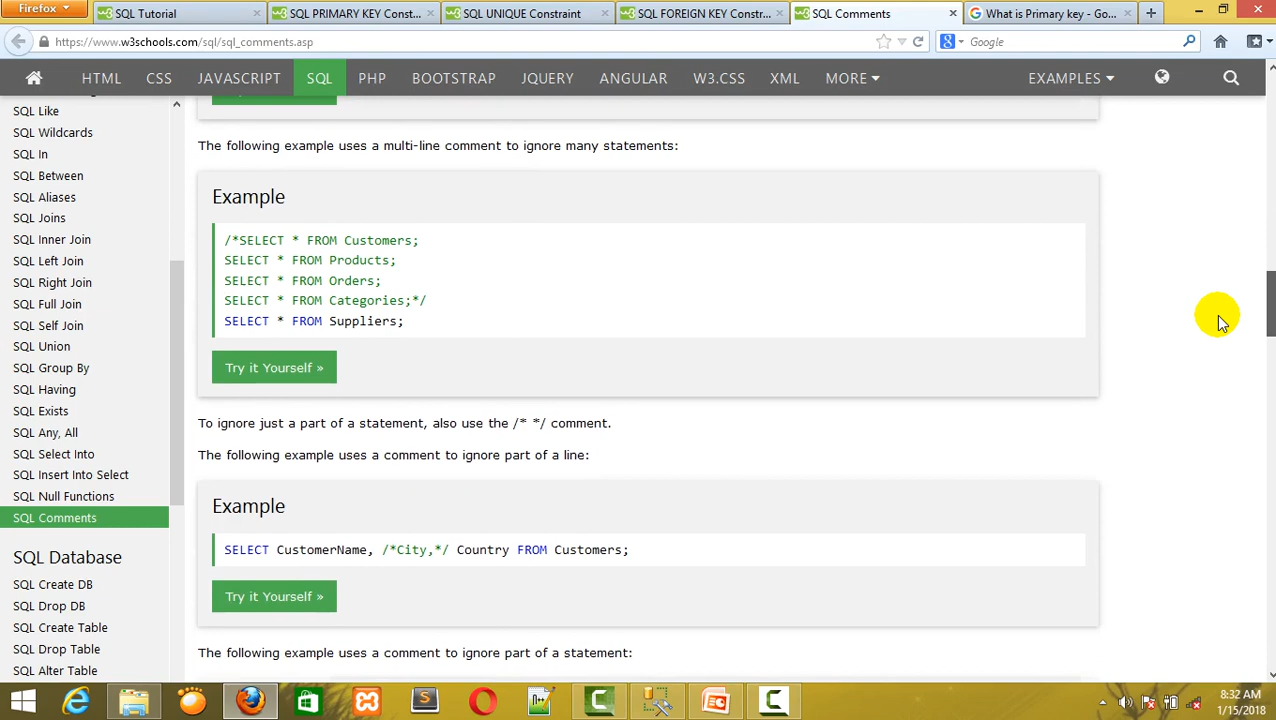 Firefox
SQL Tutorial
SQL PRIMARY KEY Const...
SQL UNIQUE Constraint
SQL FOREIGN KEY Constr...
SQL Comments
What is Primary key - Go...
https://www.w3schools.com/sql/sql_comments.asp
Google
HTML CSS JAVASCRIPT SQL PHP BOOTSTRAP JQUERY ANGULAR W3.CSS XML MORE EXAMPLES
SQL Like
SQL Wildcards
SQL In
SQL Between
SQL Aliases
SQL Joins
SQL Inner Join
SQL Left Join
SQL Right Join
SQL Full Join
SQL Self Join
SQL Union
SQL Group By
SQL Having
SQL Exists
SQL Any, All
SQL Select Into
SQL Insert Into Select
SQL Null Functions
SQL Comments
SQL Database
SQL Create DB
SQL Drop DB
SQL Create Table
SQL Drop Table
SQL Alter Table
The following example uses a multi-line comment to ignore many statements:
Example
/*SELECT * FROM Customers;
SELECT * FROM Products;
SELECT * FROM Orders;
SELECT * FROM Categories;*/
SELECT * FROM Suppliers;
Try it Yourself »
To ignore just a part of a statement, also use the /* */ comment.
The following example uses a comment to ignore part of a line:
Example
SELECT CustomerName, /*City,*/ Country FROM Customers;
Try it Yourself »
The following example uses a comment to ignore part of a statement:
8:32 AM
1/15/2018